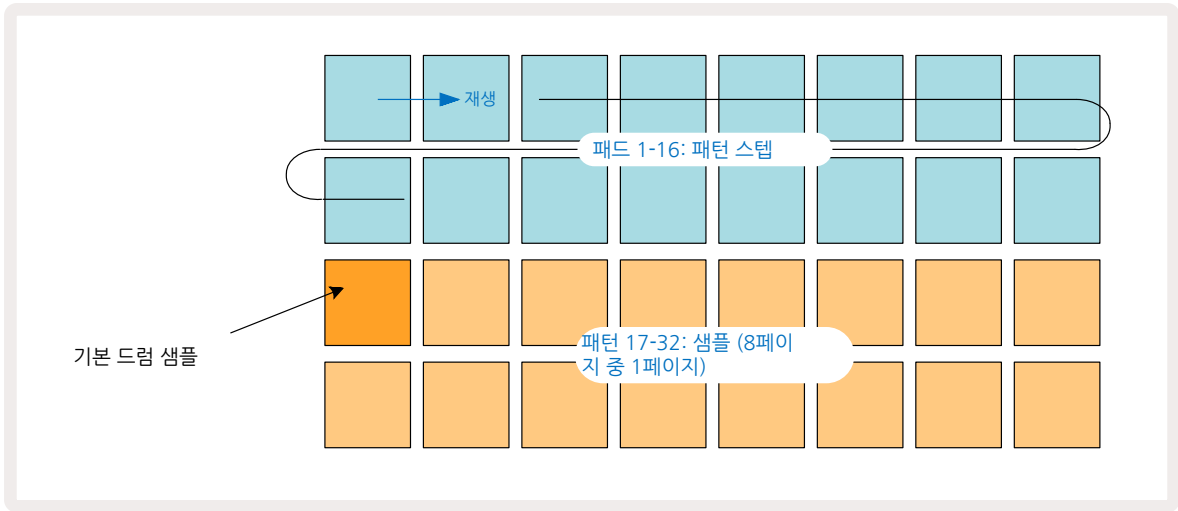 재생
패드 1-16: 패턴 스텝
기본 드럼 샘플
패턴 17-32: 샘플 (8페이
지 중 1페이지)